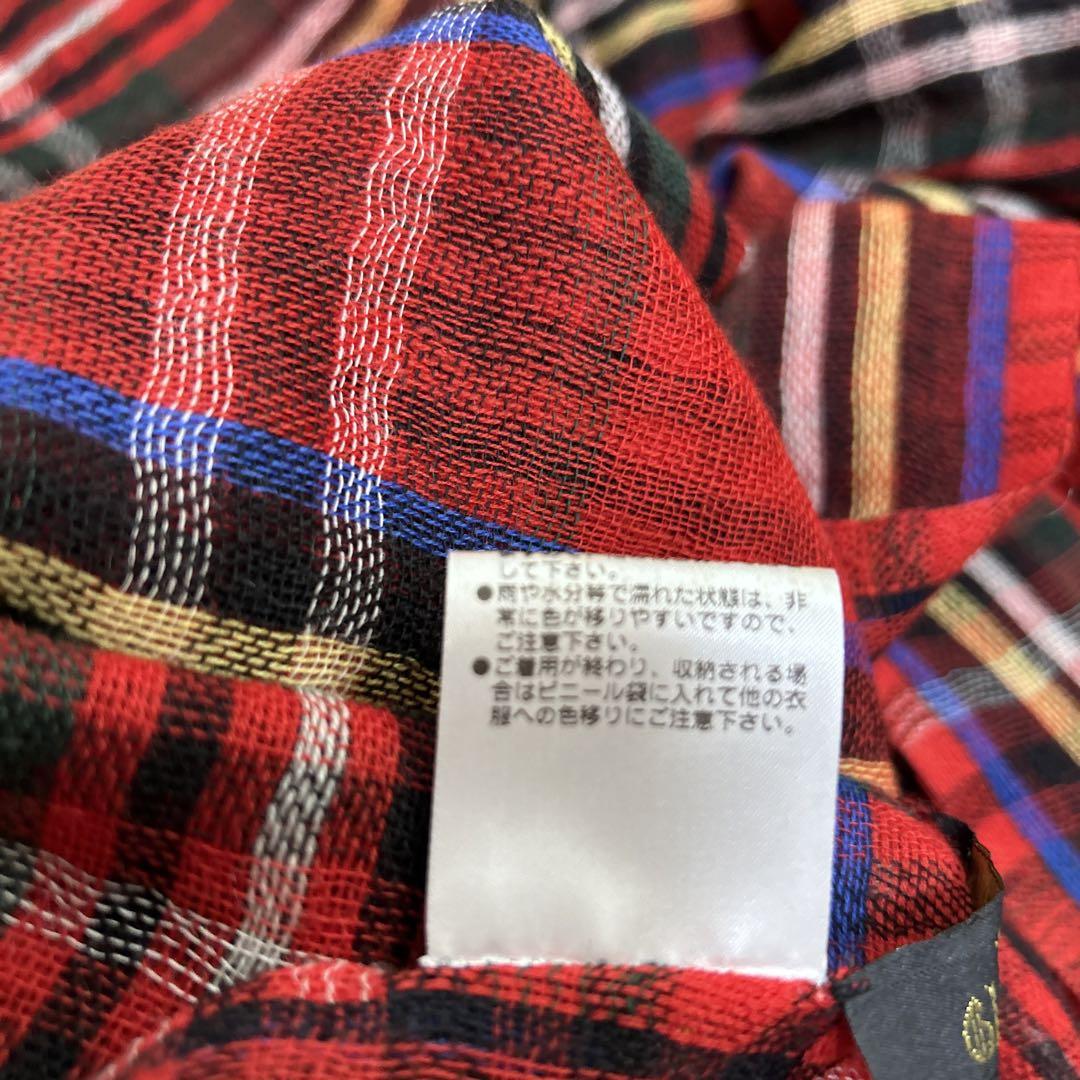 して下さい。
●雨や水分等で濡れた状態は、非
常に色が移りやすいですので、
ご注意下さい。
●ご着用が終わり、収納される場
合はビニール袋に入れて他の衣
服への色移りにご注意下さい。